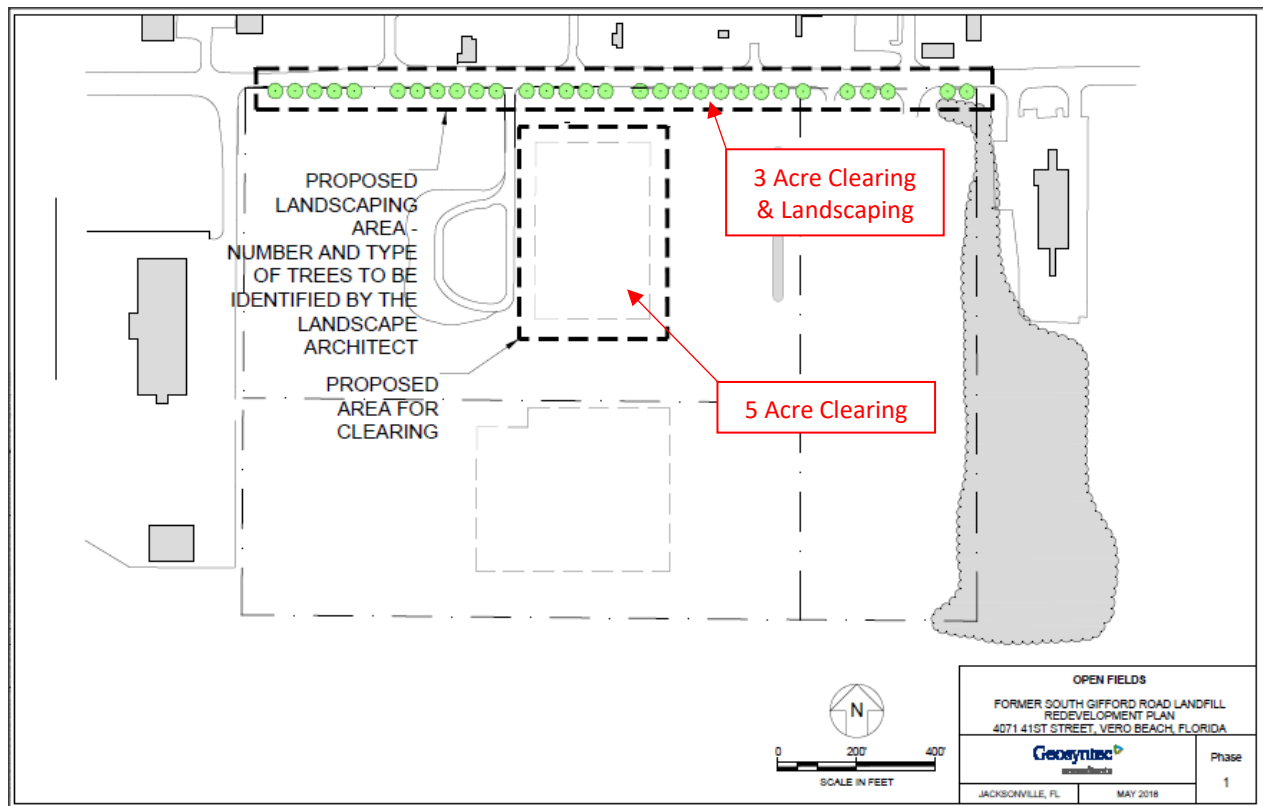 PROPOSED
LANDSCAPING
AREA -
NUMBER AND TYPE
OF TREES TO BE
IDENTIFIED BY THE
LANDSCAPE
ARCHITECT
3 Acre Clearing
& Landscaping
PROPOSED
AREA FOR
CLEARING
5 Acre Clearing
N
0 200' 400'
SCALE IN FEET
OPEN FIELDS
FORMER SOUTH GIFFORD ROAD LANDFILL
REDEVELOPMENT PLAN
4071 41ST STREET, VERO BEACH, FLORIDA
Geosyntec
consultants
Phase
1
JACKSONVILLE, FL MAY 2018